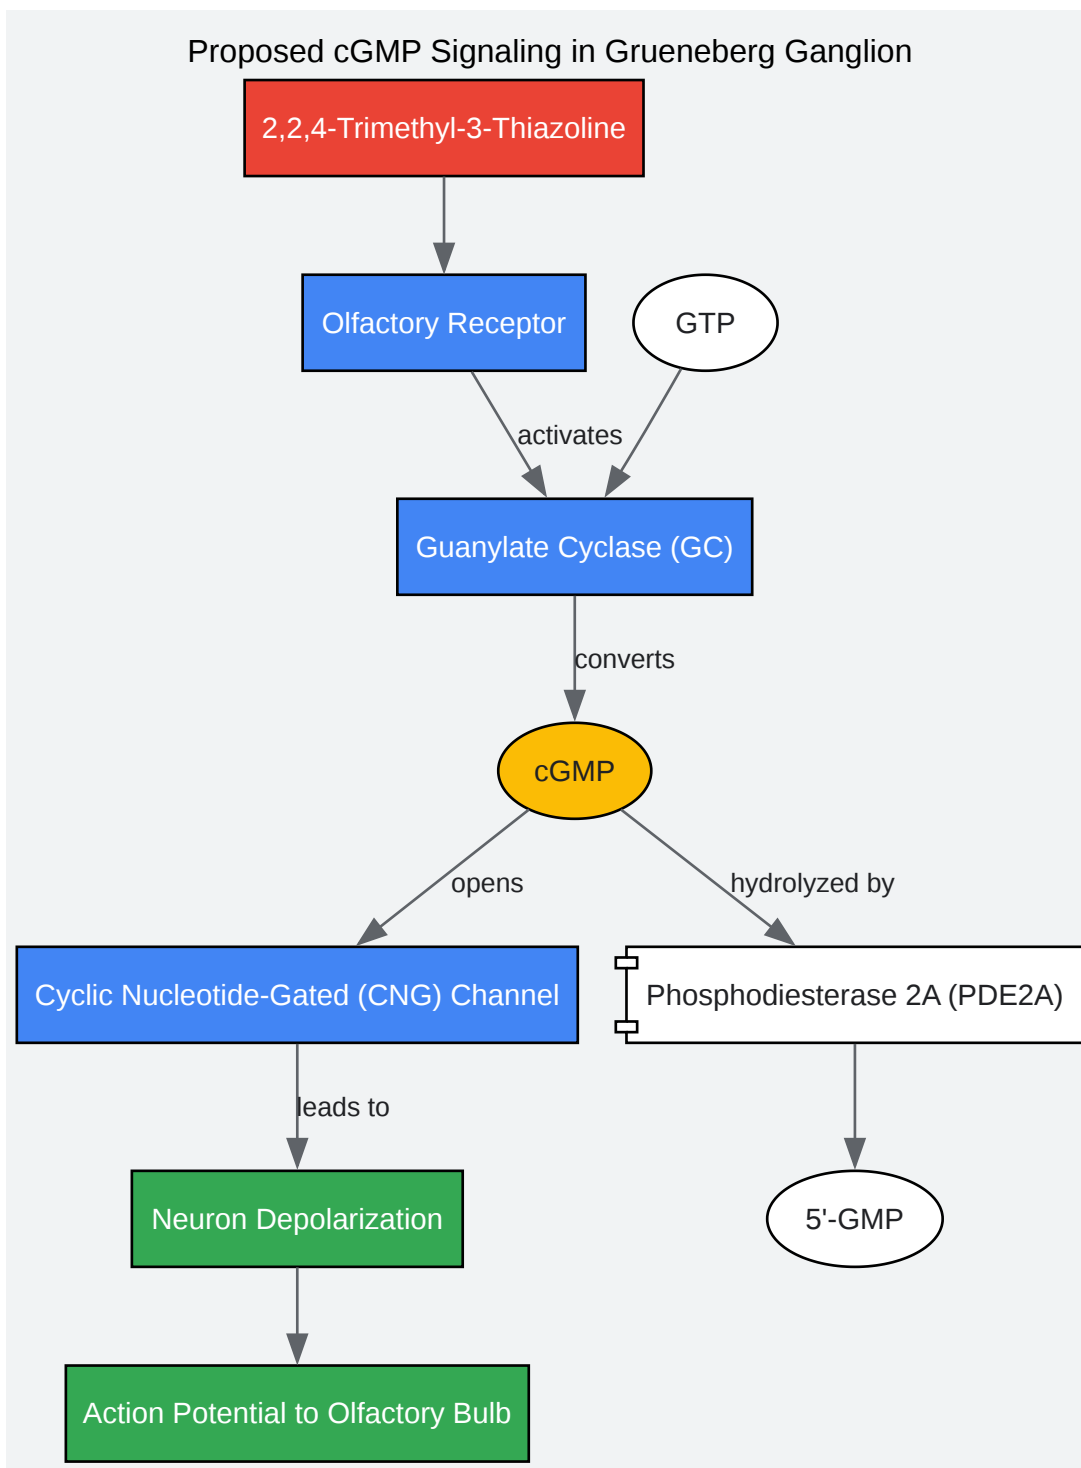 Proposed cGMP Signaling in Grueneberg Ganglion
2,2,4-Trimethyl-3-Thiazoline
Olfactory Receptor
GTP
activates
Guanylate Cyclase (GC)
converts
cGMP
opens
hydrolyzed by
Cyclic Nucleotide-Gated (CNG) Channel
Phosphodiesterase 2A (PDE2A)
leads to
Neuron Depolarization
5'-GMP
Action Potential to Olfactory Bulb